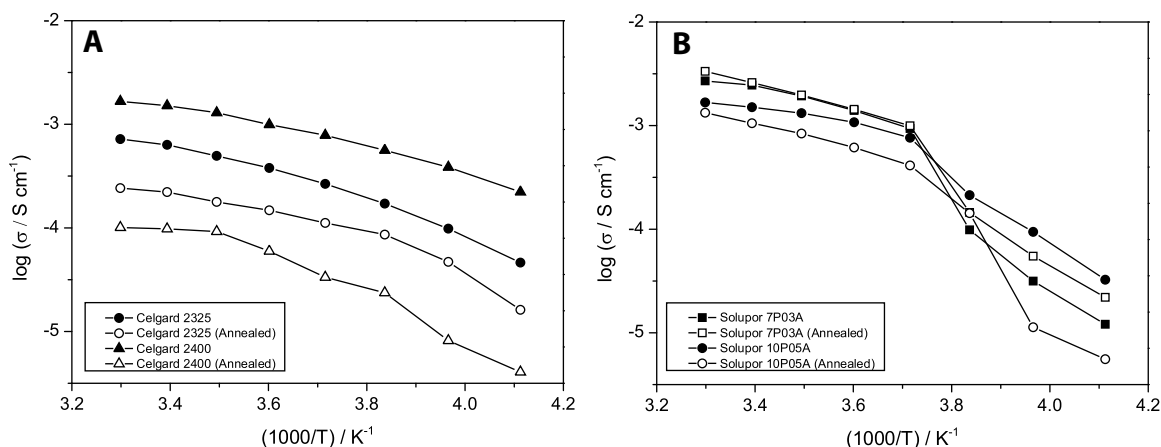 A
-2
-3
-4
-5
log (σ / S cm⁻¹)
Celgard 2325
Celgard 2325 (Annealed)
Celgard 2400
Celgard 2400 (Annealed)
3.2 3.4 3.6 3.8 4.0 4.2
(1000/T) / K⁻¹
B
-2
-3
-4
-5
log (σ / S cm⁻¹)
Solupor 7P03A
Solupor 7P03A (Annealed)
Solupor 10P05A
Solupor 10P05A (Annealed)
3.2 3.4 3.6 3.8 4.0 4.2
(1000/T) / K⁻¹